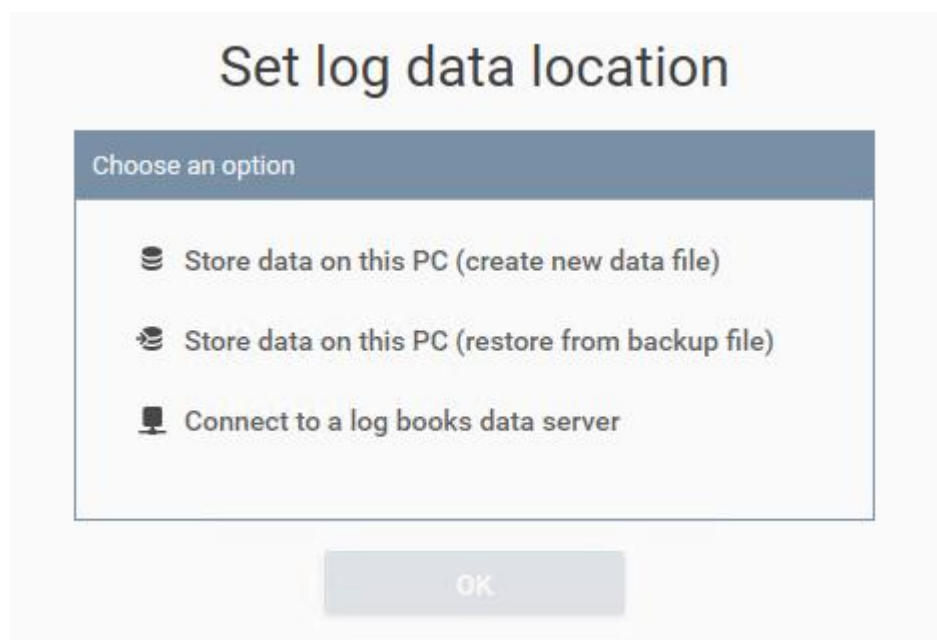 Set log data location
Choose an option
Store data on this PC (create new data file)
Store data on this PC (restore from backup file)
Connect to a log books data server
OK